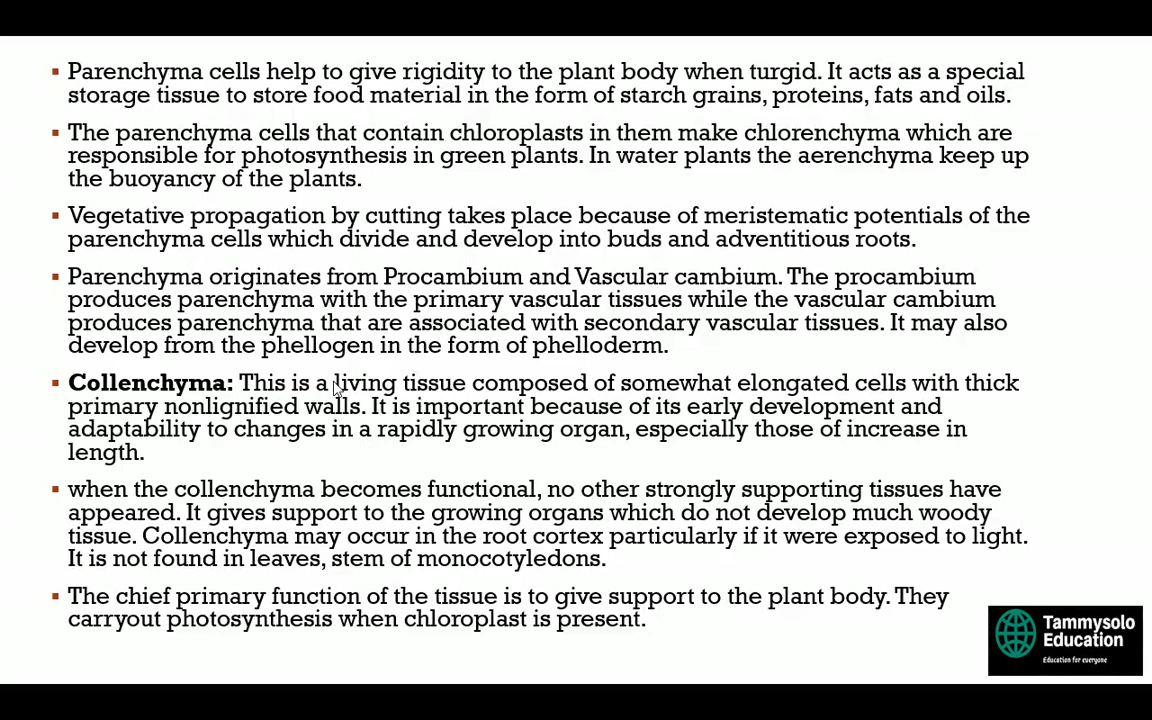 ▪ Parenchyma cells help to give rigidity to the plant body when turgid. It acts as a special
storage tissue to store food material in the form of starch grains, proteins, fats and oils.
▪ The parenchyma cells that contain chloroplasts in them make chlorenchyma which are
responsible for photosynthesis in green plants. In water plants the aerenchyma keep up
the buoyancy of the plants.
▪ Vegetative propagation by cutting takes place because of meristematic potentials of the
parenchyma cells which divide and develop into buds and adventitious roots.
▪ Parenchyma originates from Procambium and Vascular cambium. The procambium
produces parenchyma with the primary vascular tissues while the vascular cambium
produces parenchyma that are associated with secondary vascular tissues. It may also
develop from the phellogen in the form of phelloderm.
▪ Collenchyma: This is a living tissue composed of somewhat elongated cells with thick
primary nonlignified walls. It is important because of its early development and
adaptability to changes in a rapidly growing organ, especially those of increase in
length.
▪ when the collenchyma becomes functional, no other strongly supporting tissues have
appeared. It gives support to the growing organs which do not develop much woody
tissue. Collenchyma may occur in the root cortex particularly if it were exposed to light.
It is not found in leaves, stem of monocotyledons.
▪ The chief primary function of the tissue is to give support to the plant body. They
carryout photosynthesis when chloroplast is present.
Tammysolo
Education
Education for everyone